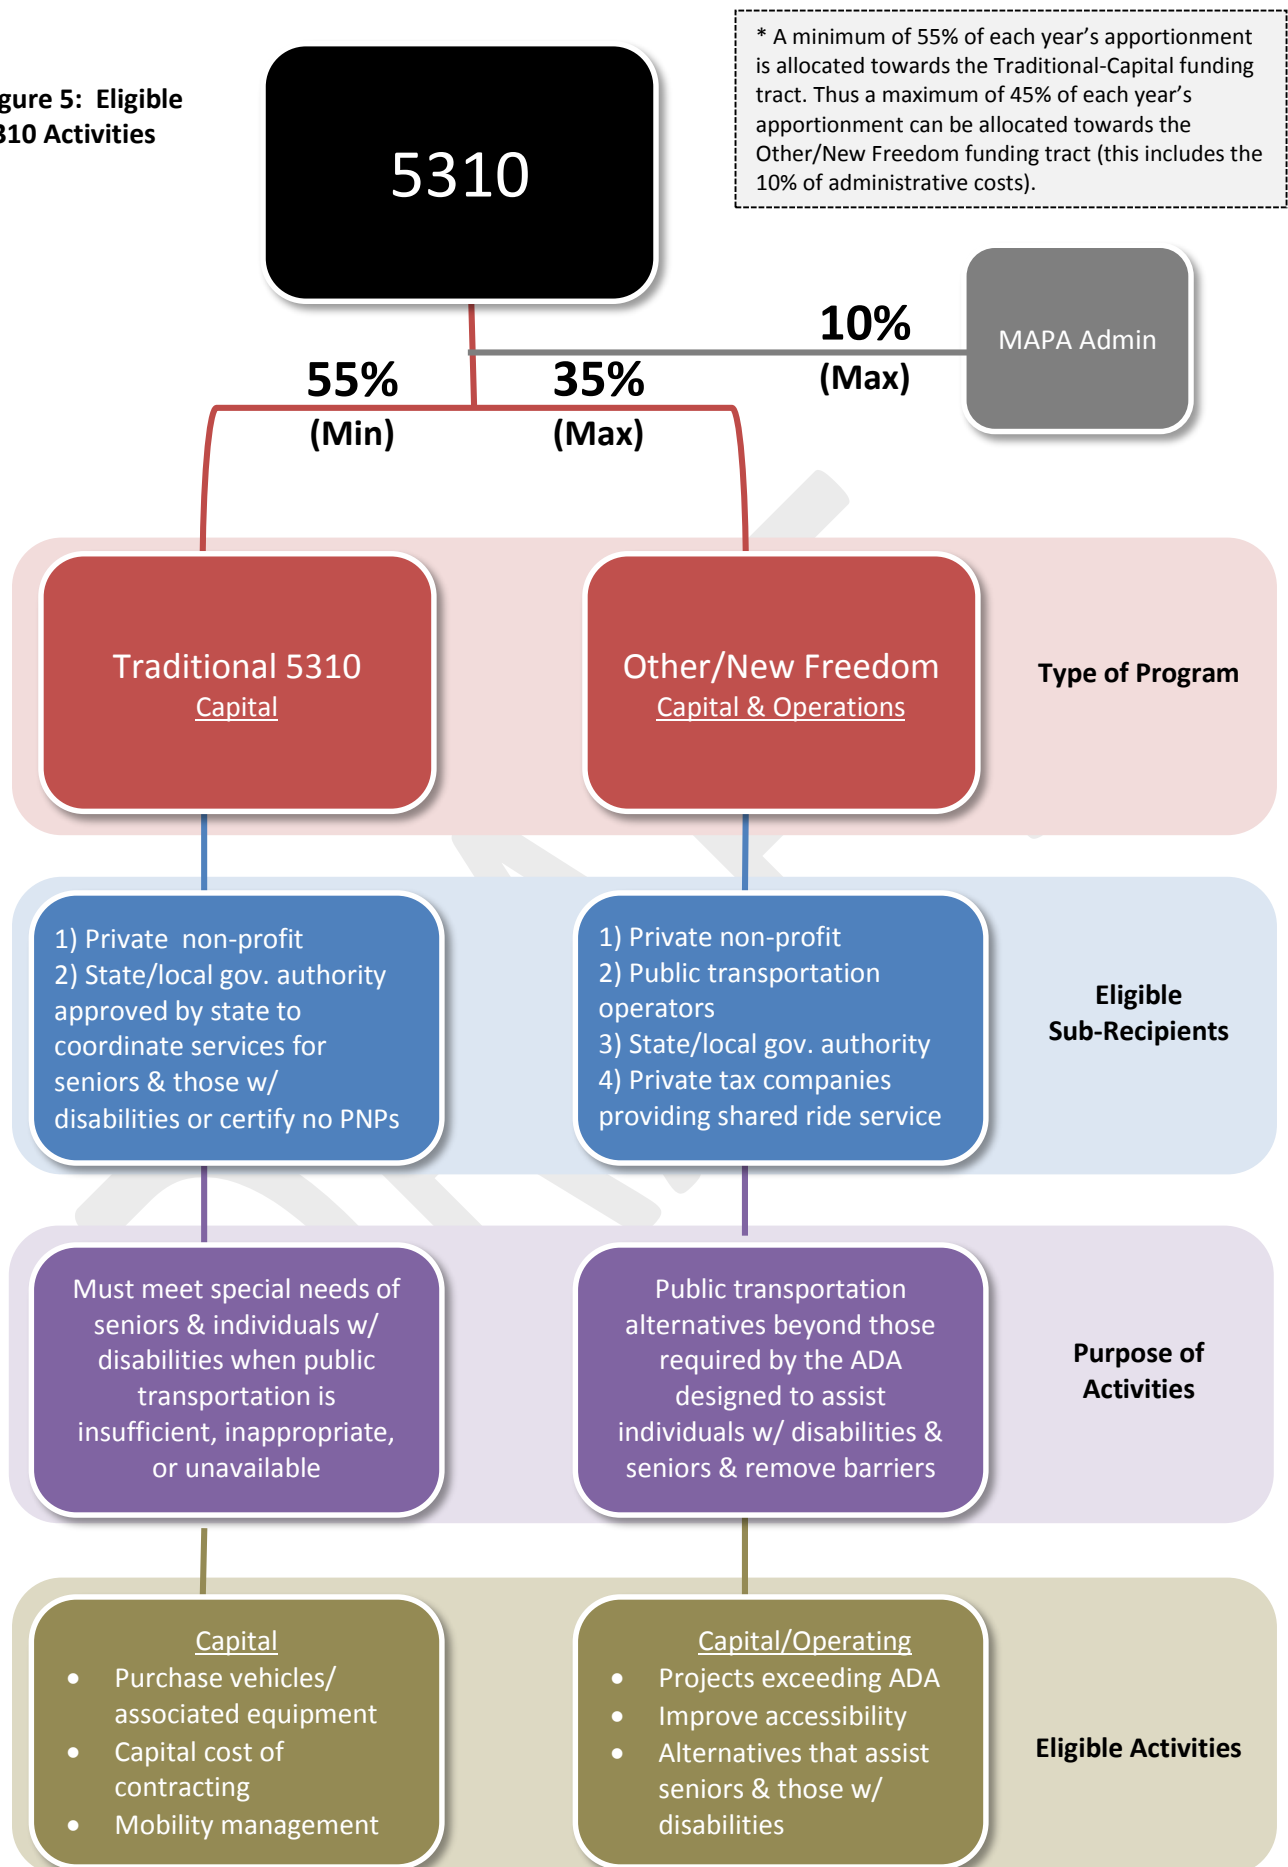 igure 5:  Eligible
310 Activities
5310
* A minimum of 55% of each year’s apportionment
is allocated towards the Traditional-Capital funding
tract. Thus a maximum of 45% of each year’s
apportionment can be allocated towards the
Other/New Freedom funding tract (this includes the
10% of administrative costs).
10%
(Max)
MAPA Admin
55%
(Min)
35%
(Max)
Traditional 5310
Capital
Other/New Freedom
Capital & Operations
Type of Program
1) Private  non-profit
2) State/local gov. authority
approved by state to
coordinate services for
seniors & those w/
disabilities or certify no PNPs
1) Private non-profit
2) Public transportation
operators
3) State/local gov. authority
4) Private tax companies
providing shared ride service
Eligible
Sub-Recipients
Must meet special needs of
seniors & individuals w/
disabilities when public
transportation is
insufficient, inappropriate,
or unavailable
Public transportation
alternatives beyond those
required by the ADA
designed to assist
individuals w/ disabilities &
seniors & remove barriers
Purpose of
Activities
Capital
• Purchase vehicles/
associated equipment
• Capital cost of
contracting
• Mobility management
Capital/Operating
• Projects exceeding ADA
• Improve accessibility
• Alternatives that assist
seniors & those w/
disabilities
Eligible Activities